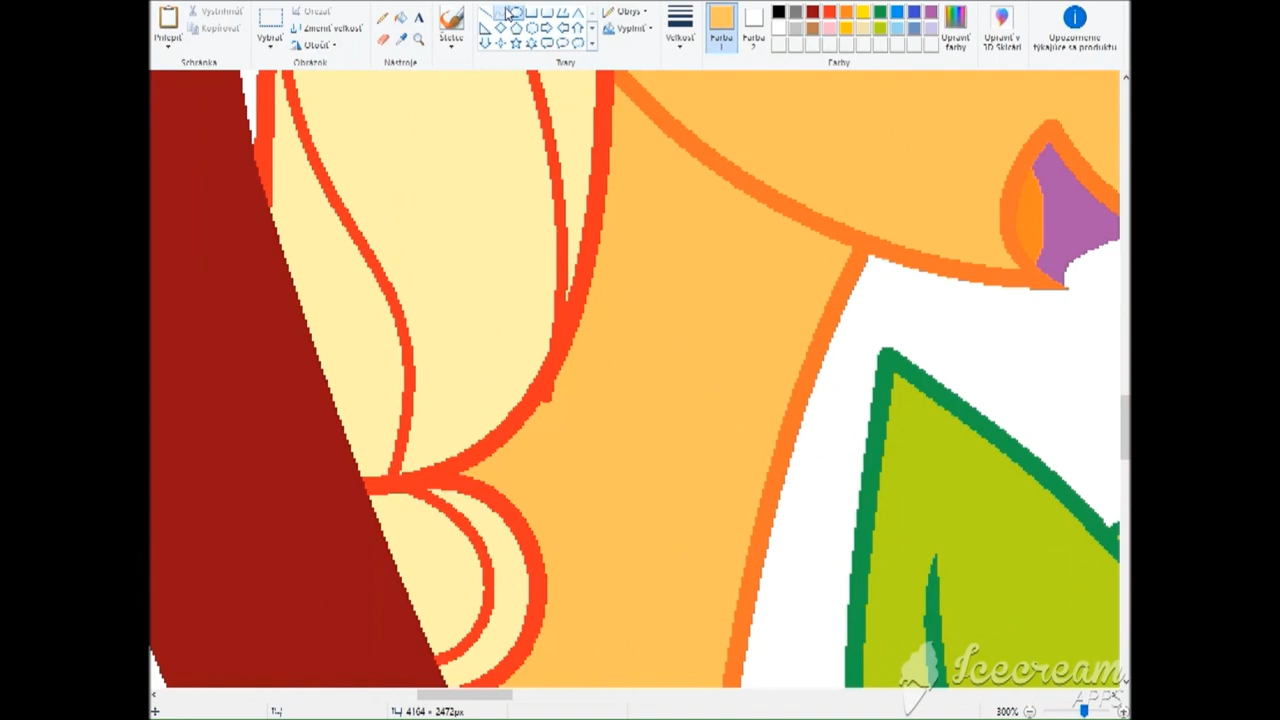 Vystrihnúť
Kopírovať
Prilepiť
Schránka
Orezať
Zmeniť veľkosť
Otočiť
Vybrať
Obrázok
A
Nástroje
Štetce
Obrys
Vyplniť
Tvary
Veľkosť
Farba 1
Farba 2
Upraviť farby
Farby
Upraviť v 3D Skicári
Upozornenie týkajúce sa produktu
4164 × 2472px
300%
Icecream
APPS